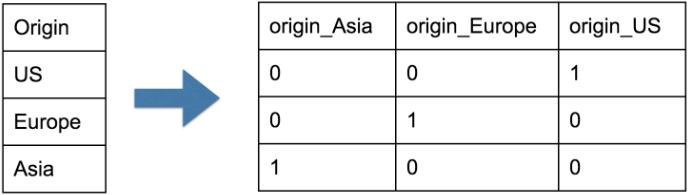 Origin
US
Europe
Asia
origin_Asia origin_Europe origin_US
0 0 1
0 1 0
1 0 0